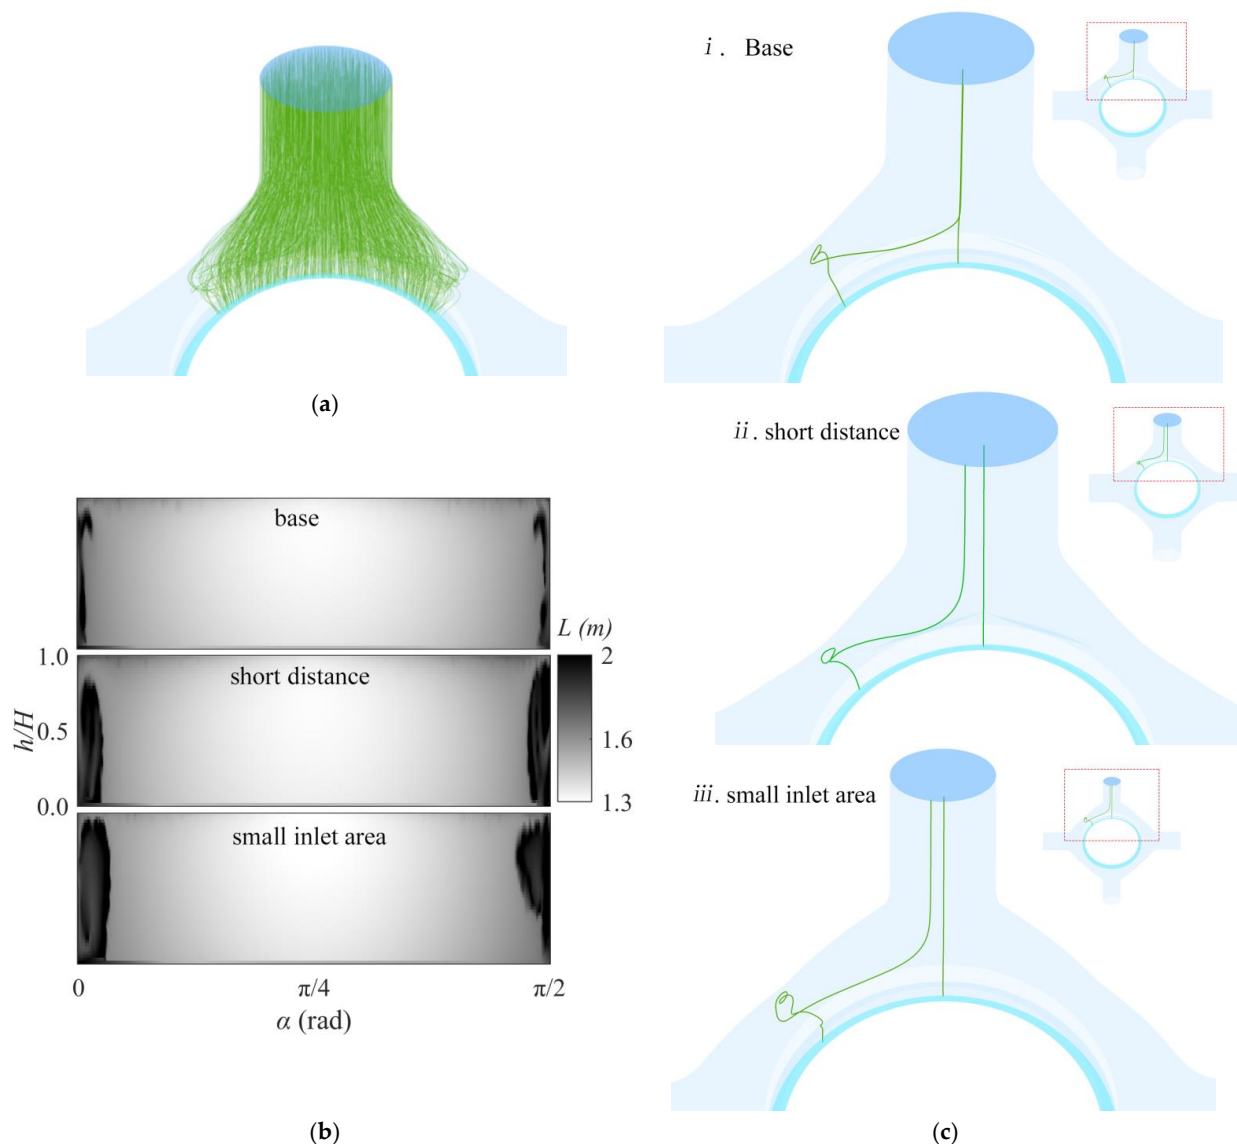 i. Base
(a)
ii. short distance
base
L (m)
1.0
short distance
2
h/H
0.5
1.6
0.0
1.3
iii. small inlet area
small inlet area
0
π/4
π/2
α (rad)
(b)
(c)